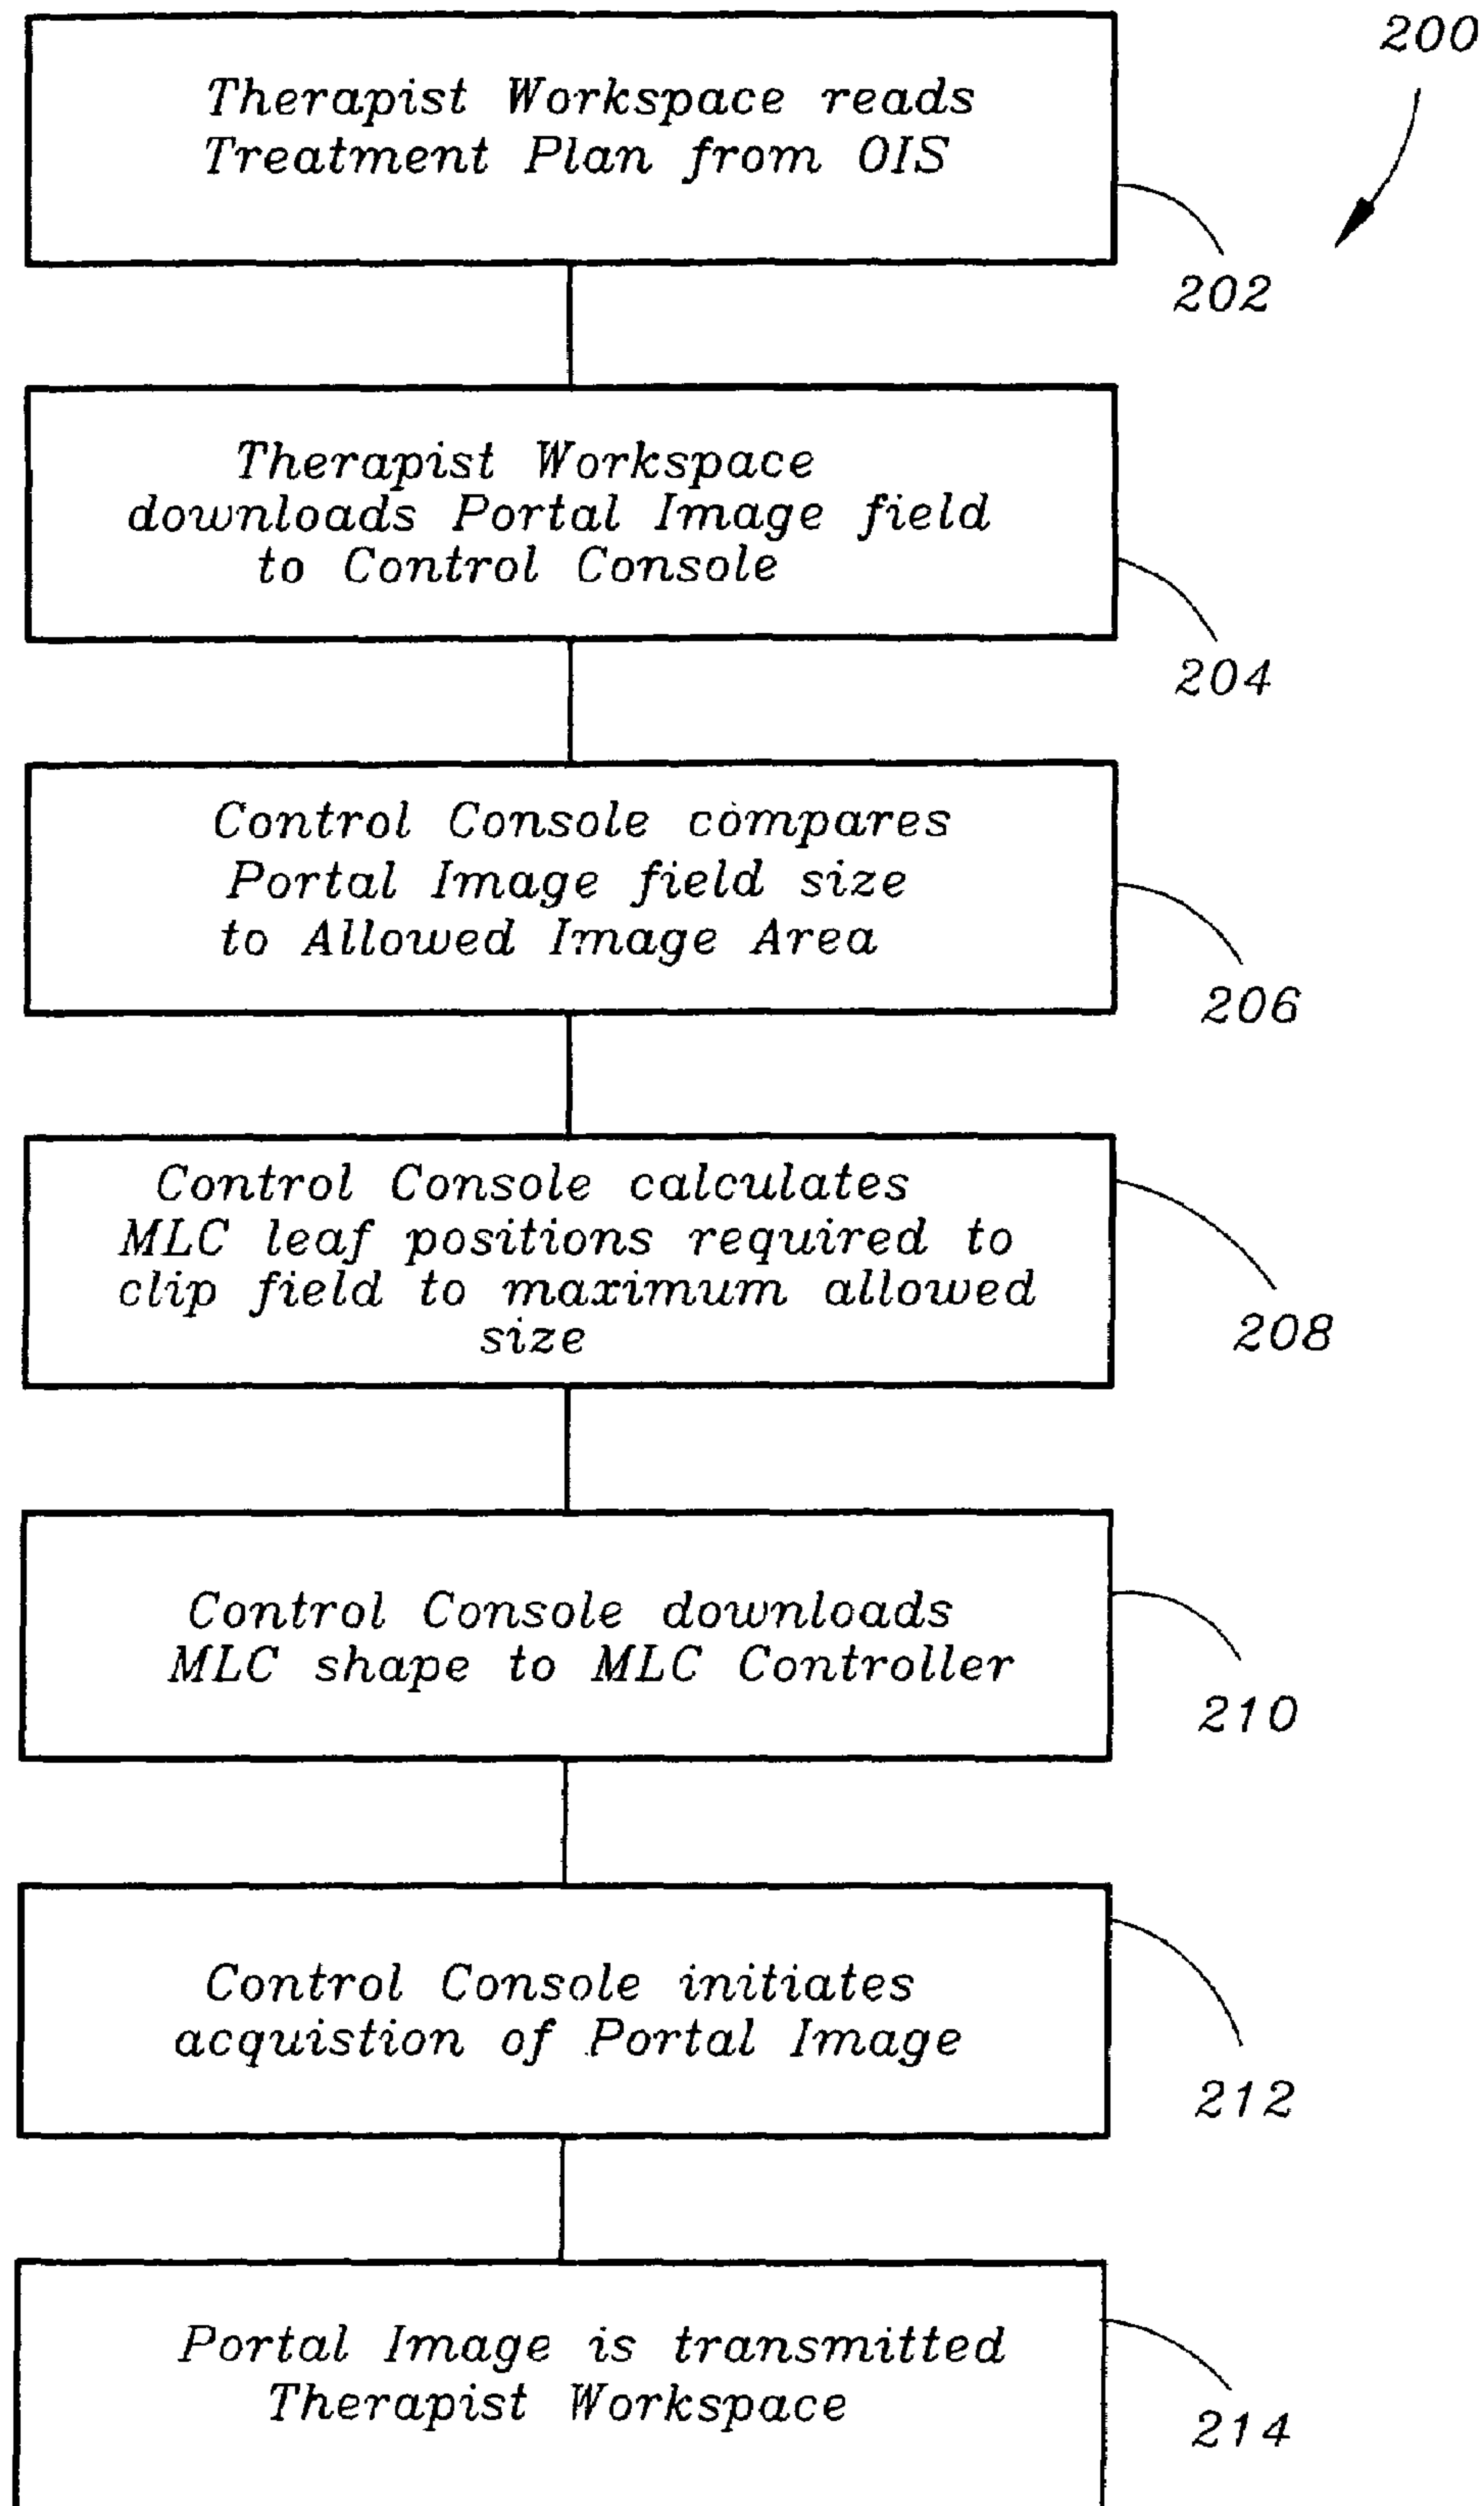 200
Therapist Workspace reads
Treatment Plan from OIS
202
Therapist Workspace
downloads Portal Image field
to Control Console
204
Control Console compares
Portal Image field size
to Allowed Image Area
206
Control Console calculates
MLC leaf positions required to
clip field to maximum allowed
size
208
Control Console downloads
MLC shape to MLC Controller
210
Control Console initiates
acquistion of Portal Image
212
Portal Image is transmitted
Therapist Workspace
214